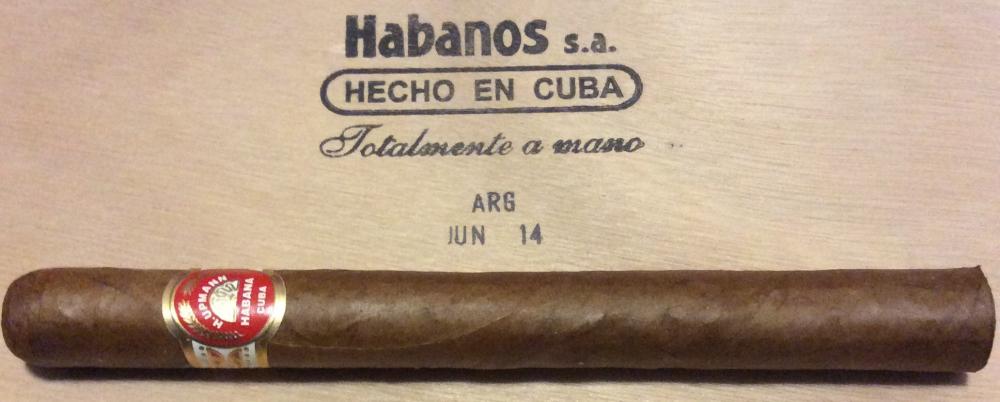 Habanos s.a.
HECHO EN CUBA
Totalmente a mano
ARG
JUN 14
H. UPMANN
HABANA
CUBA